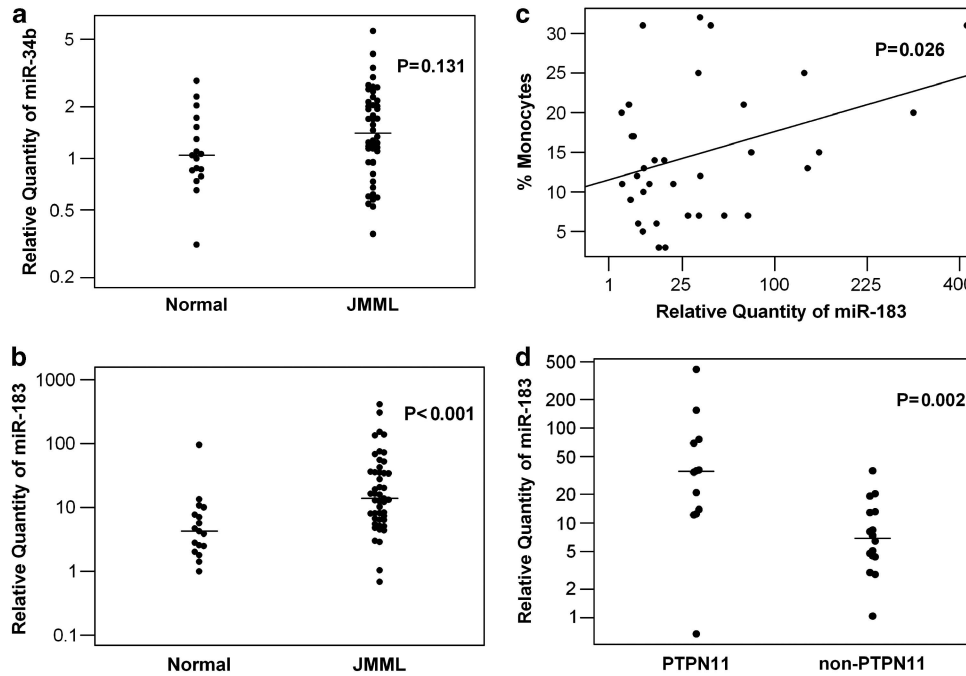 a
Relative Quantity of miR-34b
5
2
1
0.5
0.2
P=0.131
Normal
JMML
c
% Monocytes
30
25
20
15
10
5
P=0.026
1
25
100
225
400
Relative Quantity of miR-183
b
Relative Quantity of miR-183
1000
100
10
1
0.1
P<0.001
Normal
JMML
d
Relative Quantity of miR-183
500
200
100
50
20
10
5
2
1
P=0.002
PTPN11
non-PTPN11